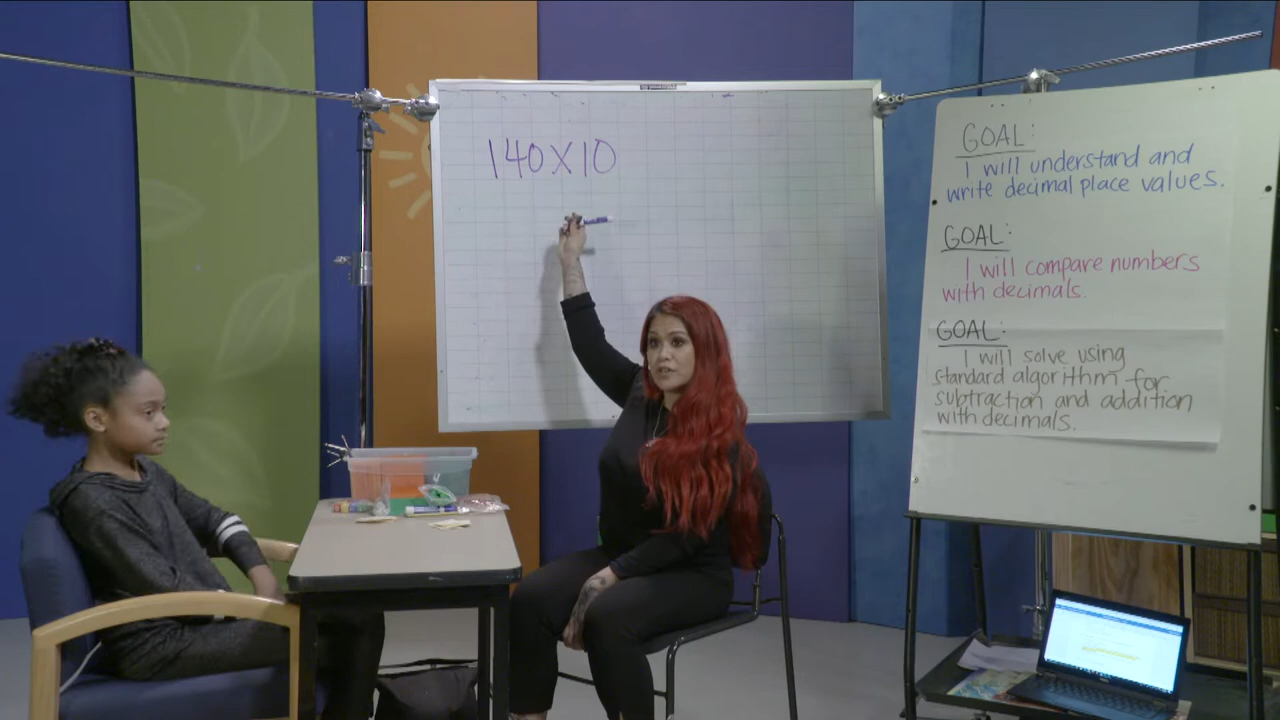 140X10
GOAL:
I will understand and
write decimal place values.
GOAL:
I will compare numbers
with decimals.
GOAL:
I will solve using
standard algorithm for
subtraction and addition
with decimals.